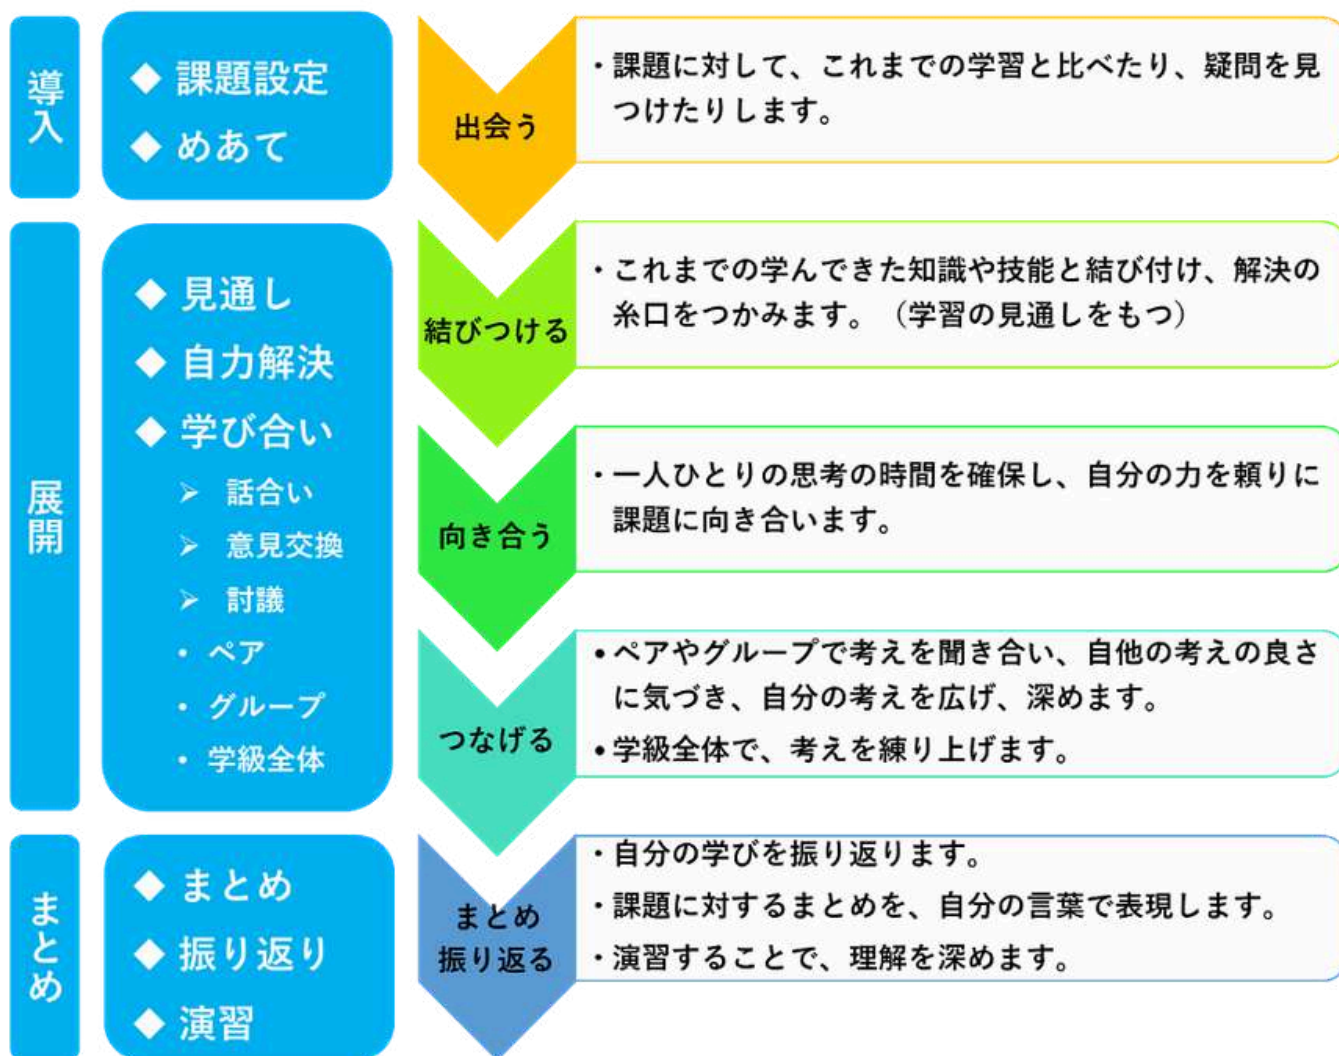 導入
◆ 課題設定
◆ めあて
出会う
・課題に対して、これまでの学習と比べたり、疑問を見
つけたりします。
展開
◆ 見通し
◆ 自力解決
◆ 学び合い
➢ 話合い
➢ 意見交換
➢ 討議
・ペア
・グループ
・学級全体
結びつける
・これまでの学んできた知識や技能と結び付け、解決の
糸口をつかみます。（学習の見通しをもつ）
向き合う
・一人ひとりの思考の時間を確保し、自分の力を頼りに
課題に向き合います。
つなげる
•ペアやグループで考えを聞き合い、自他の考えの良さ
に気づき、自分の考えを広げ、深めます。
•学級全体で、考えを練り上げます。
まとめ
◆ まとめ
◆ 振り返り
◆ 演習
まとめ
振り返る
・自分の学びを振り返ります。
・課題に対するまとめを、自分の言葉で表現します。
・演習することで、理解を深めます。